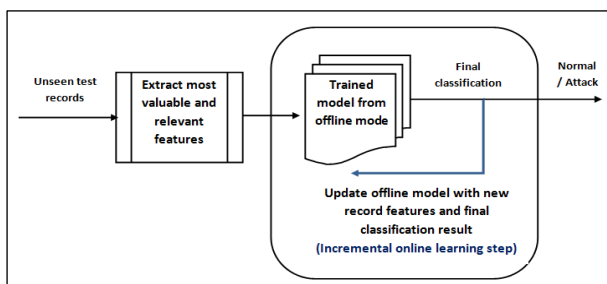 Unseen test
records
Extract most
valuable and
relevant
features
Trained
model from
offline mode
Final
classification
Normal
/ Attack
Update offline model with new
record features and final
classification result
(Incremental online learning step)